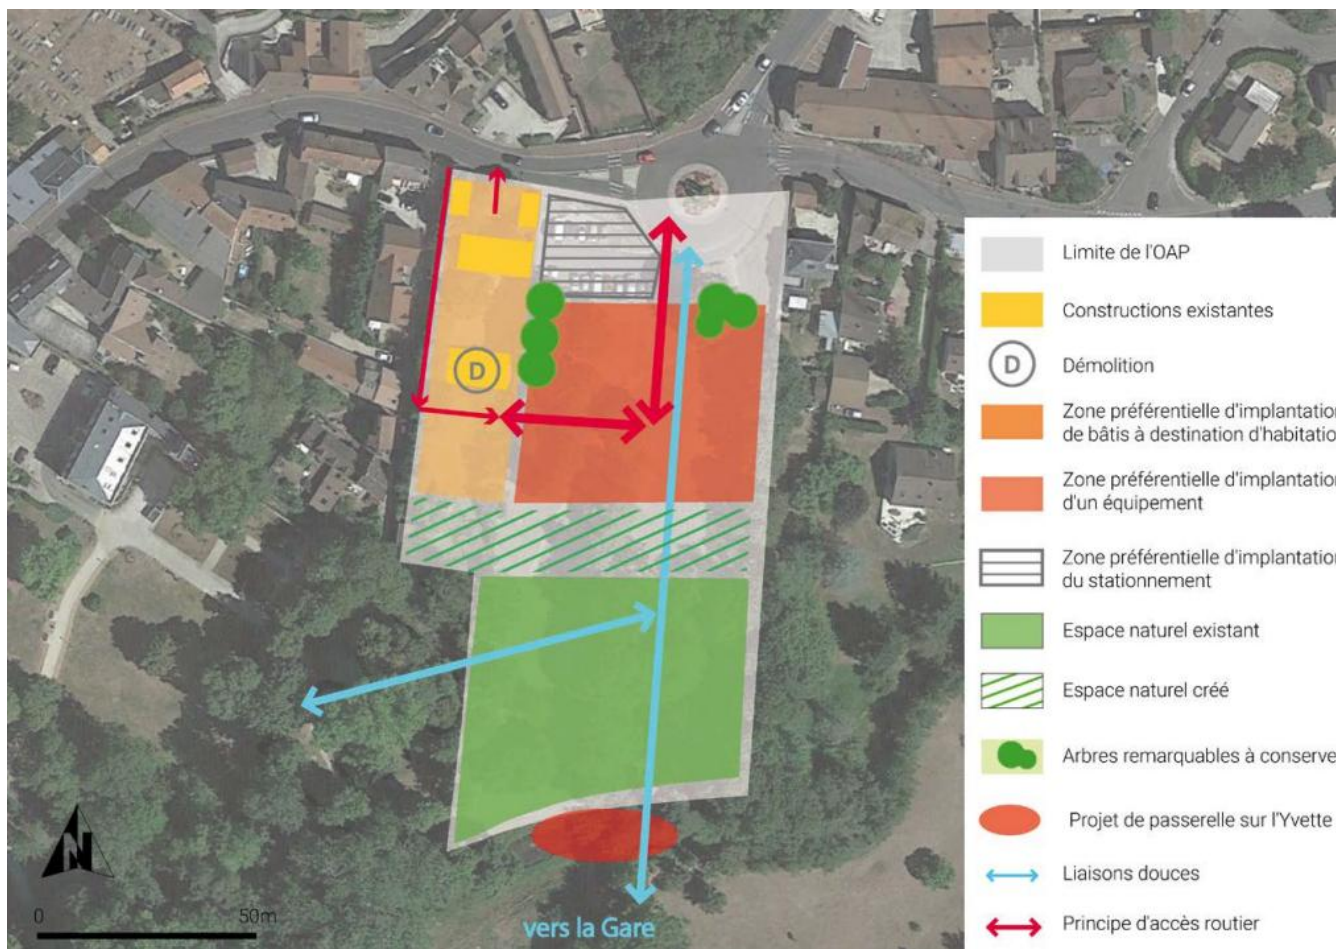 Limite de l'OAP
Constructions existantes
D
Démolition
Zone préférentielle d'implantation
de bâtis à destination d'habitatio
Zone préférentielle d'implantation
d'un équipement
Zone préférentielle d'implantation
du stationnement
Espace naturel existant
Espace naturel créé
Arbres remarquables à conserve
Projet de passerelle sur l'Yvette
Liaisons douces
Principe d'accès routier
D
N
0
50m
vers la Gare